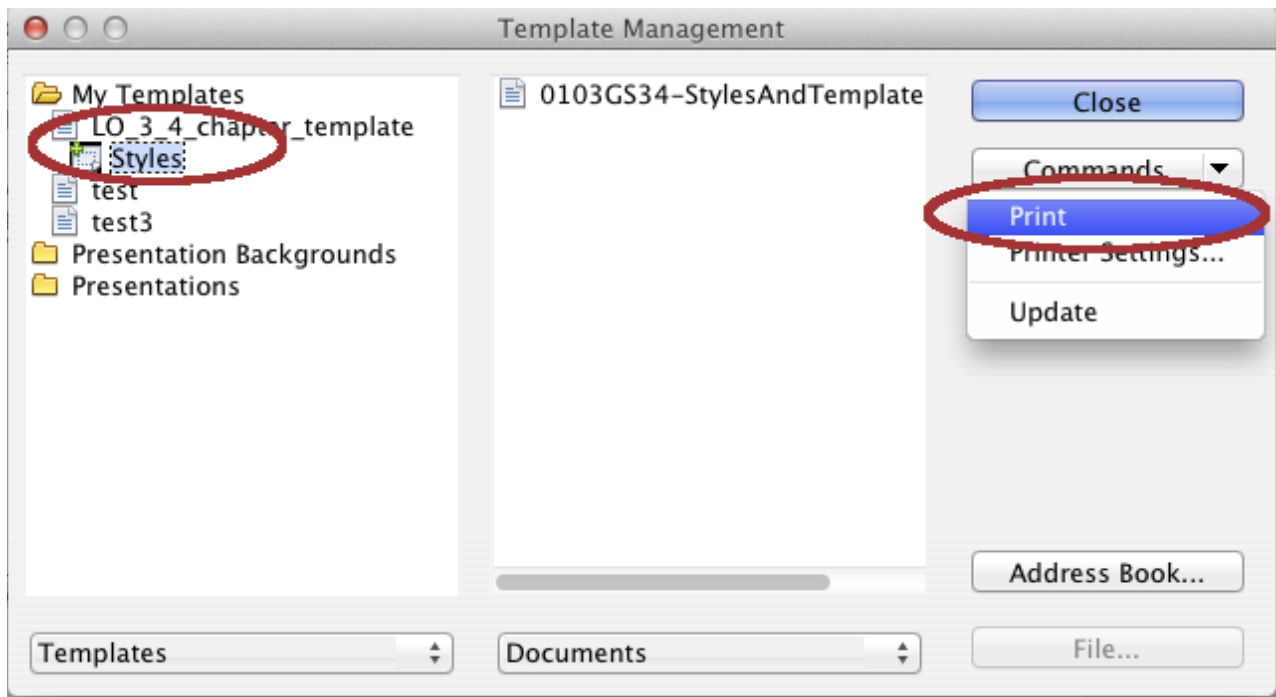 Template Management
My Templates
LO_3_4_chapter_template
Styles
test
test3
Presentation Backgrounds
Presentations
0103GS34-StylesAndTemplate
Close
Commands
Print
Printer Settings...
Update
Address Book...
File...
Templates
Documents